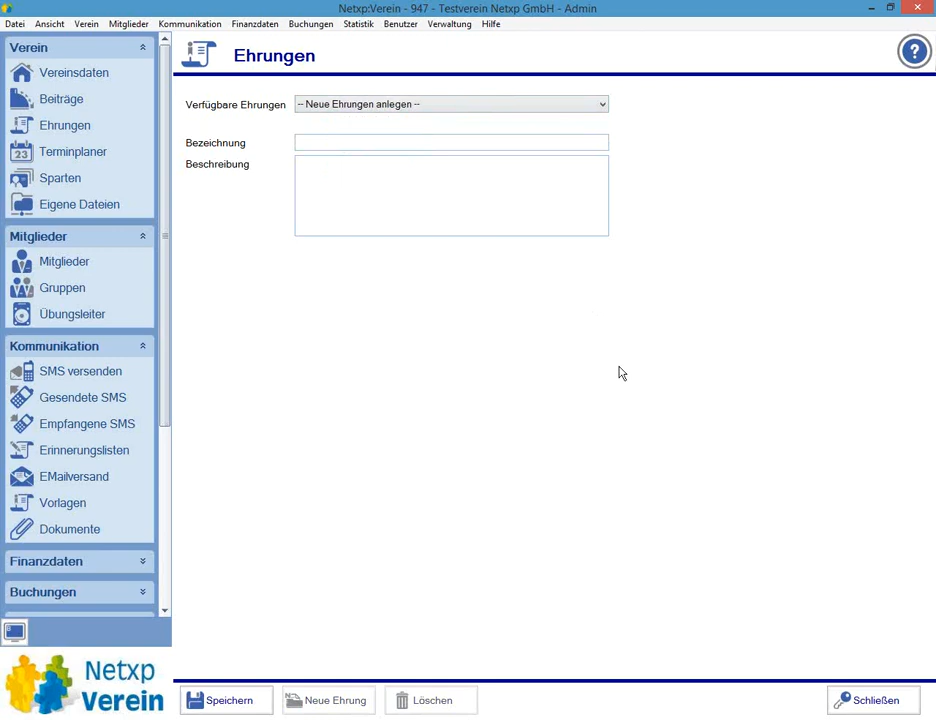 Netxp:Verein - 947 - Testverein Netxp GmbH - Admin
Datei Ansicht Verein Mitglieder Kommunikation Finanzdaten Buchungen Statistik Benutzer Verwaltung Hilfe
Verein
Vereinsdaten
Beiträge
Ehrungen
23 Terminplaner
Sparten
Eigene Dateien
Mitglieder
Mitglieder
Gruppen
Übungsleiter
Kommunikation
SMS versenden
Gesendete SMS
Empfangene SMS
Erinnerungslisten
EMailversand
Vorlagen
Dokumente
Finanzdaten
Buchungen
Netxp
Verein
Ehrungen
?
Verfügbare Ehrungen -- Neue Ehrungen anlegen --
Bezeichnung
Beschreibung
Speichern Neue Ehrung Löschen Schließen